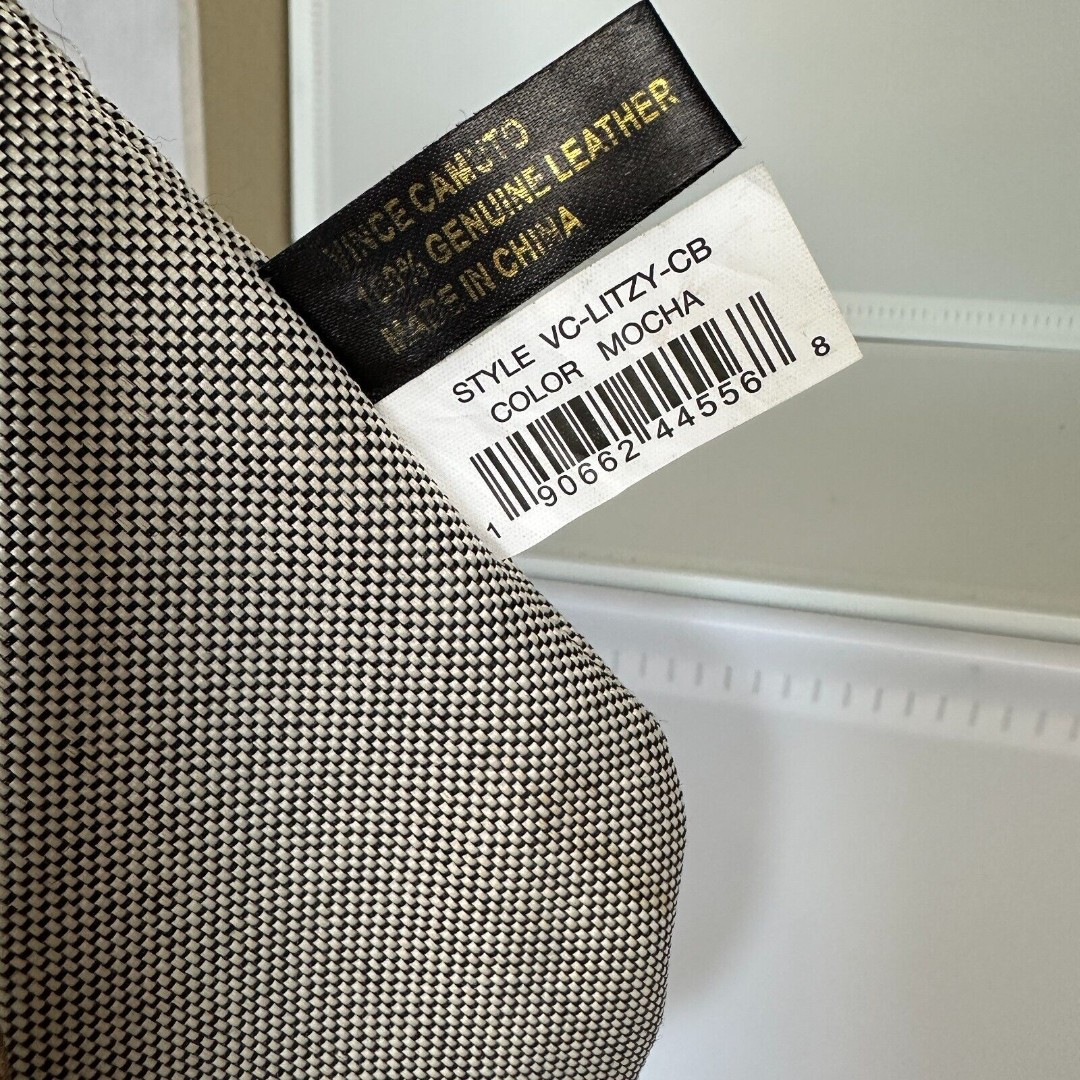 VINCE CAMUTO
100% GENUINE LEATHER
MADE IN CHINA
STYLE VC-LITZY-CB
COLOR MOCHA
1 90662 44556 8